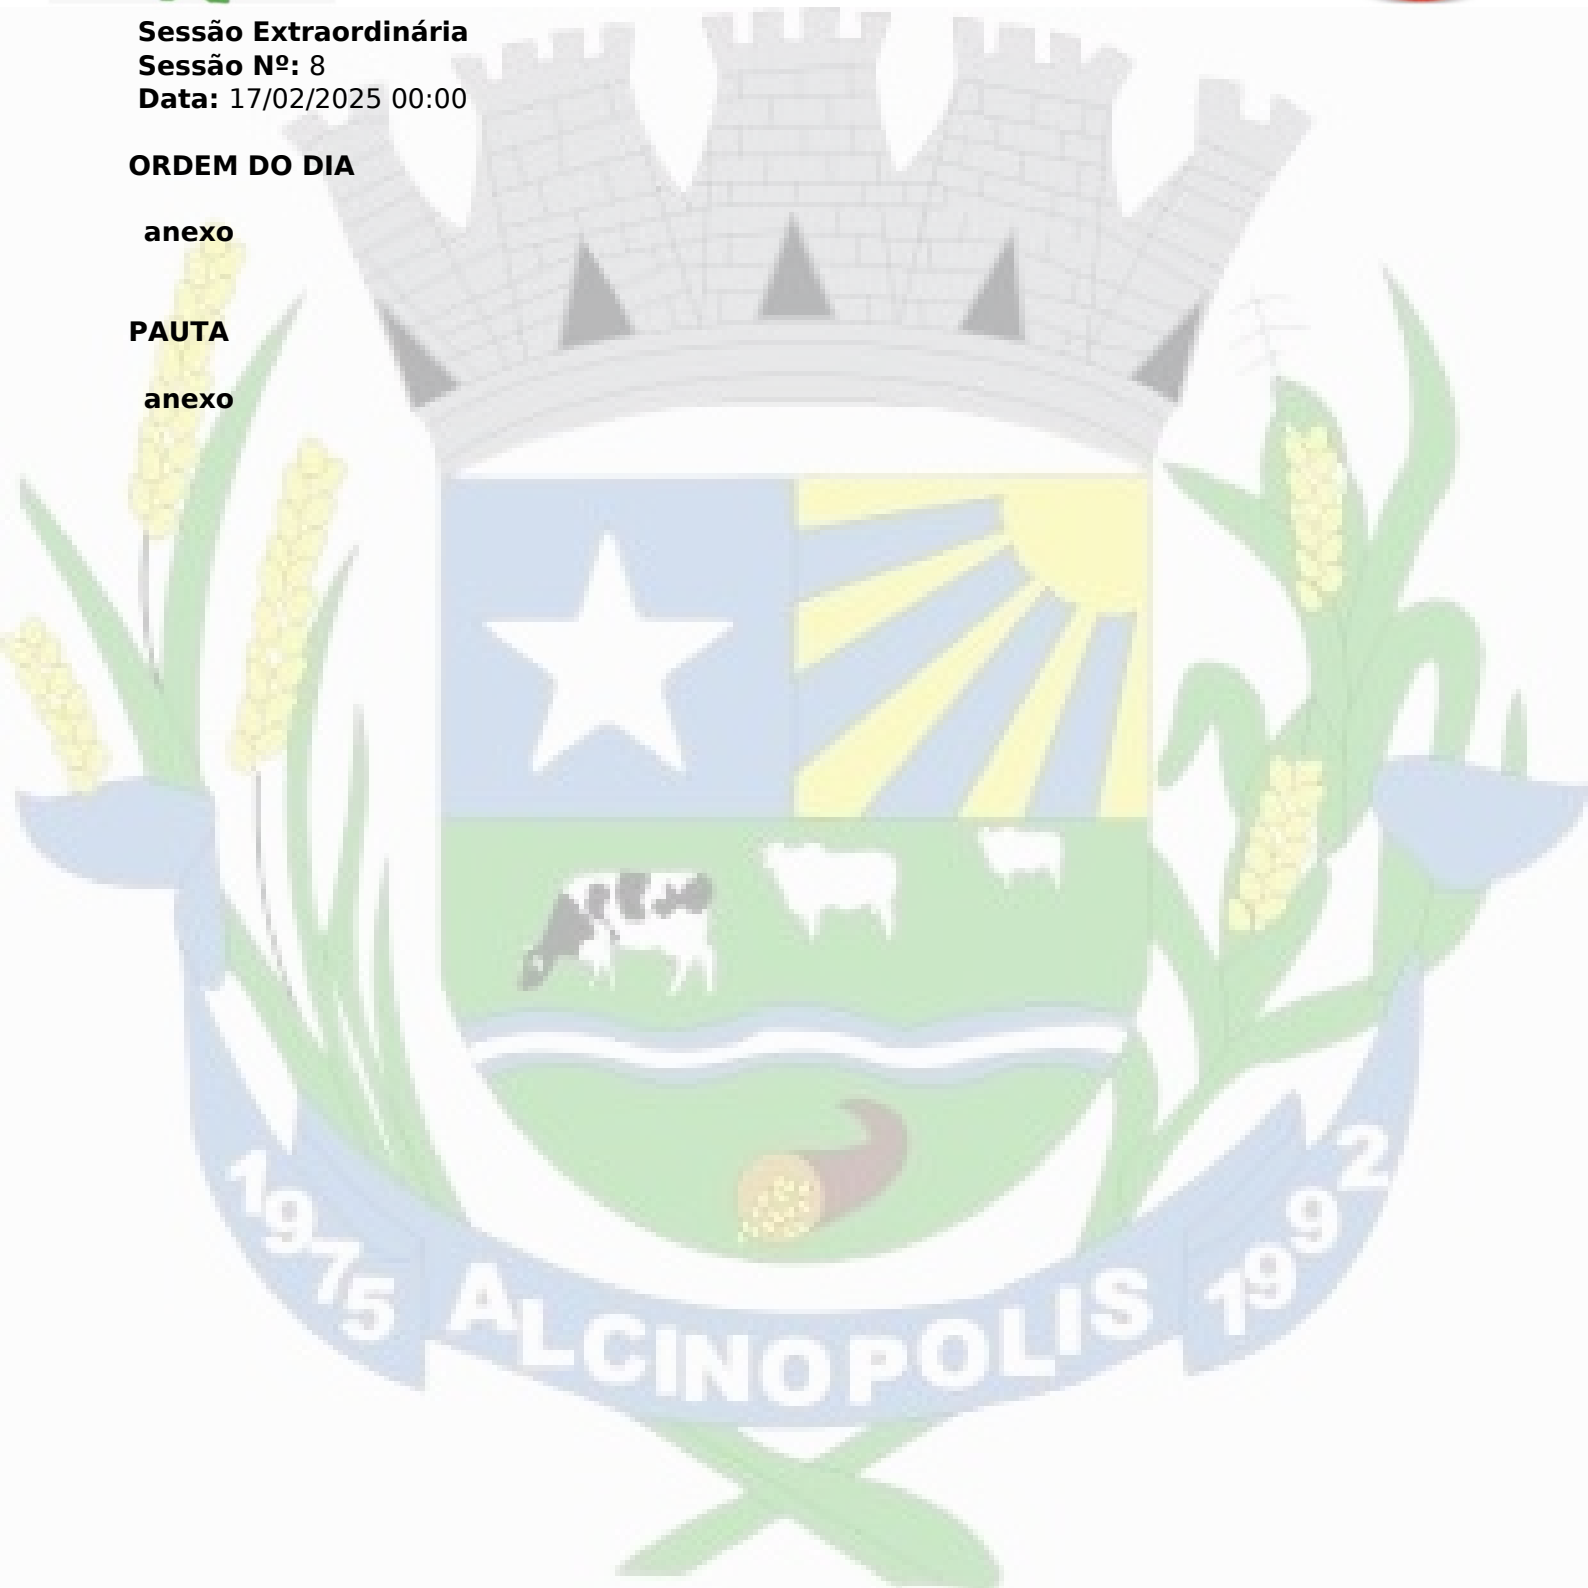 Sessão Extraordinária
Sessão Nº: 8
Data: 17/02/2025 00:00
ORDEM DO DIA
anexo
PAUTA
anexo
1975 ALCINOPOLIS 1992